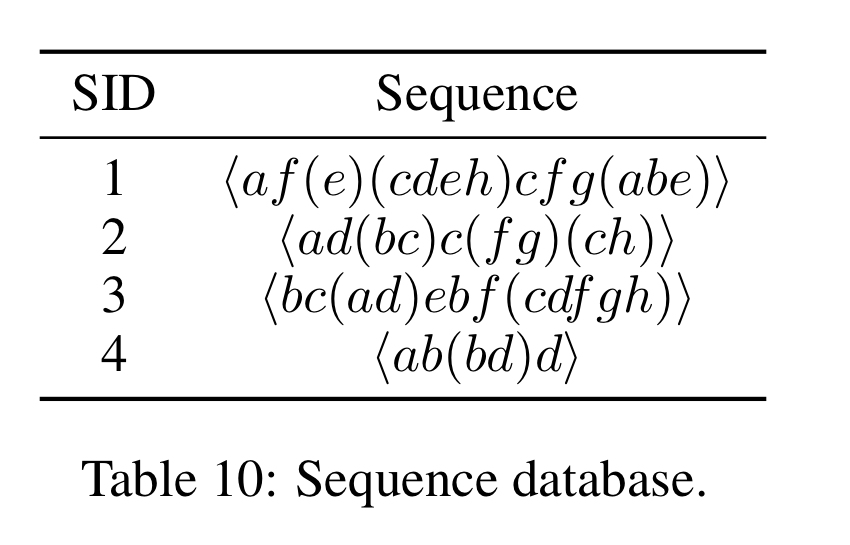 SID Sequence
1 ⟨af(e)(cdeh)cfg(abe)⟩
2 ⟨ad(bc)c(fg)(ch)⟩
3 ⟨bc(ad)ebf(cdfgh)⟩
4 ⟨ab(bd)d⟩
Table 10: Sequence database.